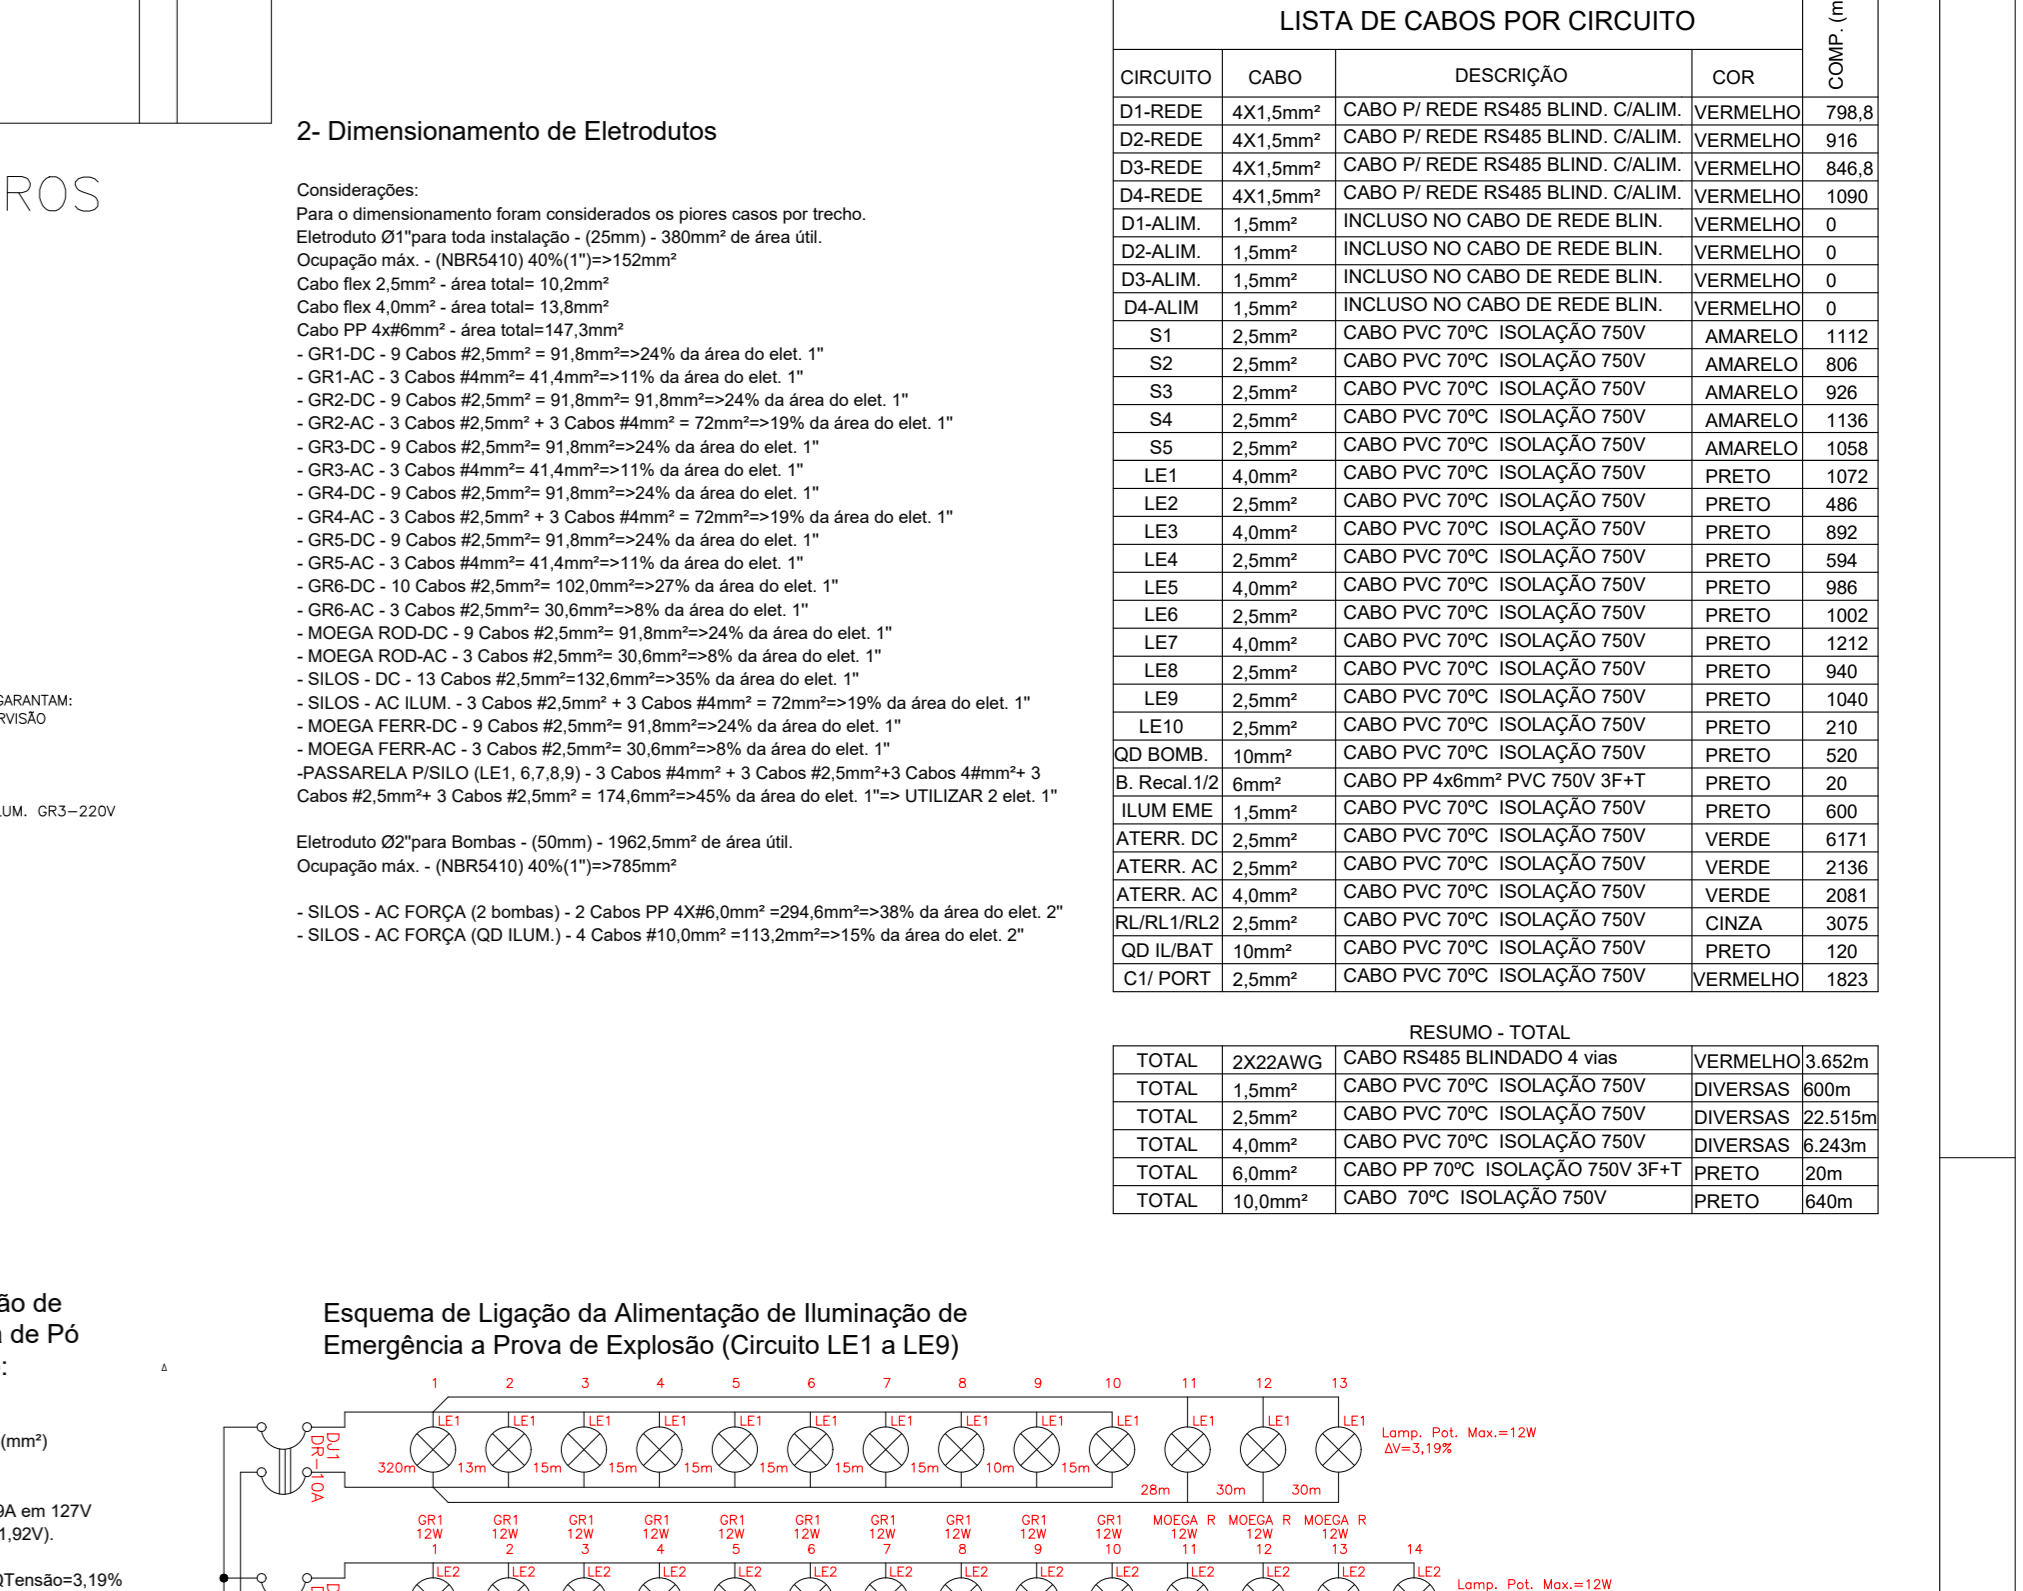 ROS
GARANTAM:
RVISÃO
UM. GR3-220V
ão de
a de Pó
:
(mm²)
9A em 127V
1,92V).
QTensão=3,19%
2- Dimensionamento de Eletrodutos
Considerações:
Para o dimensionamento foram considerados os piores casos por trecho.
Eletroduto Ø1"para toda instalação - (25mm) - 380mm² de área útil.
Ocupação máx. - (NBR5410) 40%(1")=>152mm²
Cabo flex 2,5mm² - área total= 10,2mm²
Cabo flex 4,0mm² - área total= 13,8mm²
Cabo PP 4x#6mm² - área total=147,3mm²
- GR1-DC - 9 Cabos #2,5mm² = 91,8mm²=>24% da área do elet. 1"
- GR1-AC - 3 Cabos #4mm²= 41,4mm²=>11% da área do elet. 1"
- GR2-DC - 9 Cabos #2,5mm² = 91,8mm²= 91,8mm²=>24% da área do elet. 1"
- GR2-AC - 3 Cabos #2,5mm² + 3 Cabos #4mm² = 72mm²=>19% da área do elet. 1"
- GR3-DC - 9 Cabos #2,5mm²= 91,8mm²=>24% da área do elet. 1"
- GR3-AC - 3 Cabos #4mm²= 41,4mm²=>11% da área do elet. 1"
- GR4-DC - 9 Cabos #2,5mm²= 91,8mm²=>24% da área do elet. 1"
- GR4-AC - 3 Cabos #2,5mm² + 3 Cabos #4mm² = 72mm²=>19% da área do elet. 1"
- GR5-DC - 9 Cabos #2,5mm²= 91,8mm²=>24% da área do elet. 1"
- GR5-AC - 3 Cabos #4mm²= 41,4mm²=>11% da área do elet. 1"
- GR6-DC - 10 Cabos #2,5mm²= 102,0mm²=>27% da área do elet. 1"
- GR6-AC - 3 Cabos #2,5mm²= 30,6mm²=>8% da área do elet. 1"
- MOEGA ROD-DC - 9 Cabos #2,5mm²= 91,8mm²=>24% da área do elet. 1"
- MOEGA ROD-AC - 3 Cabos #2,5mm²= 30,6mm²=>8% da área do elet. 1"
- SILOS - DC - 13 Cabos #2,5mm²=132,6mm²=>35% da área do elet. 1"
- SILOS - AC ILUM. - 3 Cabos #2,5mm² + 3 Cabos #4mm² = 72mm²=>19% da área do elet. 1"
- MOEGA FERR-DC - 9 Cabos #2,5mm²= 91,8mm²=>24% da área do elet. 1"
- MOEGA FERR-AC - 3 Cabos #2,5mm²= 30,6mm²=>8% da área do elet. 1"
-PASSARELA P/SILO (LE1, 6,7,8,9) - 3 Cabos #4mm² + 3 Cabos #2,5mm²+3 Cabos 4#mm²+ 3
Cabos #2,5mm²+ 3 Cabos #2,5mm² = 174,6mm²=>45% da área do elet. 1"=> UTILIZAR 2 elet. 1"
Eletroduto Ø2"para Bombas - (50mm) - 1962,5mm² de área útil.
Ocupação máx. - (NBR5410) 40%(1")=>785mm²
- SILOS - AC FORÇA (2 bombas) - 2 Cabos PP 4X#6,0mm² =294,6mm²=>38% da área do elet. 2"
- SILOS - AC FORÇA (QD ILUM.) - 4 Cabos #10,0mm² =113,2mm²=>15% da área do elet. 2"
LISTA DE CABOS POR CIRCUITO
CIRCUITO CABO DESCRIÇÃO COR COMP. (m
D1-REDE 4X1,5mm² CABO P/ REDE RS485 BLIND. C/ALIM. VERMELHO 798,8
D2-REDE 4X1,5mm² CABO P/ REDE RS485 BLIND. C/ALIM. VERMELHO 916
D3-REDE 4X1,5mm² CABO P/ REDE RS485 BLIND. C/ALIM. VERMELHO 846,8
D4-REDE 4X1,5mm² CABO P/ REDE RS485 BLIND. C/ALIM. VERMELHO 1090
D1-ALIM. 1,5mm² INCLUSO NO CABO DE REDE BLIN. VERMELHO 0
D2-ALIM. 1,5mm² INCLUSO NO CABO DE REDE BLIN. VERMELHO 0
D3-ALIM. 1,5mm² INCLUSO NO CABO DE REDE BLIN. VERMELHO 0
D4-ALIM 1,5mm² INCLUSO NO CABO DE REDE BLIN. VERMELHO 0
S1 2,5mm² CABO PVC 70ºC ISOLAÇÃO 750V AMARELO 1112
S2 2,5mm² CABO PVC 70ºC ISOLAÇÃO 750V AMARELO 806
S3 2,5mm² CABO PVC 70ºC ISOLAÇÃO 750V AMARELO 926
S4 2,5mm² CABO PVC 70ºC ISOLAÇÃO 750V AMARELO 1136
S5 2,5mm² CABO PVC 70ºC ISOLAÇÃO 750V AMARELO 1058
LE1 4,0mm² CABO PVC 70ºC ISOLAÇÃO 750V PRETO 1072
LE2 2,5mm² CABO PVC 70ºC ISOLAÇÃO 750V PRETO 486
LE3 4,0mm² CABO PVC 70ºC ISOLAÇÃO 750V PRETO 892
LE4 2,5mm² CABO PVC 70ºC ISOLAÇÃO 750V PRETO 594
LE5 4,0mm² CABO PVC 70ºC ISOLAÇÃO 750V PRETO 986
LE6 2,5mm² CABO PVC 70ºC ISOLAÇÃO 750V PRETO 1002
LE7 4,0mm² CABO PVC 70ºC ISOLAÇÃO 750V PRETO 1212
LE8 2,5mm² CABO PVC 70ºC ISOLAÇÃO 750V PRETO 940
LE9 2,5mm² CABO PVC 70ºC ISOLAÇÃO 750V PRETO 1040
LE10 2,5mm² CABO PVC 70ºC ISOLAÇÃO 750V PRETO 210
QD BOMB. 10mm² CABO PVC 70ºC ISOLAÇÃO 750V PRETO 520
B. Recal.1/2 6mm² CABO PP 4x6mm² PVC 750V 3F+T PRETO 20
ILUM EME 1,5mm² CABO PVC 70ºC ISOLAÇÃO 750V PRETO 600
ATERR. DC 2,5mm² CABO PVC 70ºC ISOLAÇÃO 750V VERDE 6171
ATERR. AC 2,5mm² CABO PVC 70ºC ISOLAÇÃO 750V VERDE 2136
ATERR. AC 4,0mm² CABO PVC 70ºC ISOLAÇÃO 750V VERDE 2081
RL/RL1/RL2 2,5mm² CABO PVC 70ºC ISOLAÇÃO 750V CINZA 3075
QD IL/BAT 10mm² CABO PVC 70ºC ISOLAÇÃO 750V PRETO 120
C1/ PORT 2,5mm² CABO PVC 70ºC ISOLAÇÃO 750V VERMELHO 1823
RESUMO - TOTAL
TOTAL 2X22AWG CABO RS485 BLINDADO 4 vias VERMELHO 3.652m
TOTAL 1,5mm² CABO PVC 70ºC ISOLAÇÃO 750V DIVERSAS 600m
TOTAL 2,5mm² CABO PVC 70ºC ISOLAÇÃO 750V DIVERSAS 22.515m
TOTAL 4,0mm² CABO PVC 70ºC ISOLAÇÃO 750V DIVERSAS 6.243m
TOTAL 6,0mm² CABO PP 70ºC ISOLAÇÃO 750V 3F+T PRETO 20m
TOTAL 10,0mm² CABO 70ºC ISOLAÇÃO 750V PRETO 640m
Esquema de Ligação da Alimentação de Iluminação de
Emergência a Prova de Explosão (Circuito LE1 a LE9)
1 2 3 4 5 6 7 8 9 10 11 12 13
LE1 LE1 LE1 LE1 LE1 LE1 LE1 LE1 LE1 LE1 LE1 LE1 LE1
DJ1
DR-10A
Lamp. Pot. Max.=12W
ΔV=3,19%
320m 13m 15m 15m 15m 15m 15m 15m 10m 15m
28m 30m 30m
GR1 GR1 GR1 GR1 GR1 GR1 GR1 GR1 GR1 GR1 MOEGA R MOEGA R MOEGA R
12W 12W 12W 12W 12W 12W 12W 12W 12W 12W 12W 12W 12W
1 2 3 4 5 6 7 8 9 10 11 12 13 14
LE2 LE2 LE2 LE2 LE2 LE2 LE2 LE2 LE2 LE2 LE2 LE2 LE2 LE2
Lamp. Pot. Max.=12W